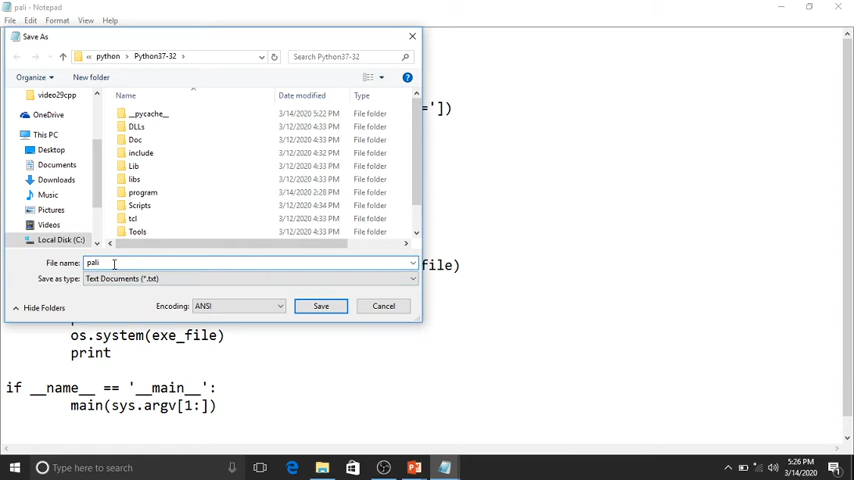 pali - Notepad
File Edit Format View Help
Save As
« python Python37-32
Search Python37-32
Organize
New folder
Name
Date modified
Type
video29cpp
OneDrive
This PC
Desktop
Documents
Downloads
Music
Pictures
Videos
Local Disk (C:)
__pycache__ 3/14/2020 5:22 PM File folder
DLLs 3/12/2020 4:33 PM File folder
Doc 3/12/2020 4:33 PM File folder
include 3/12/2020 4:32 PM File folder
Lib 3/12/2020 4:33 PM File folder
libs 3/12/2020 4:33 PM File folder
program 3/14/2020 2:28 PM File folder
Scripts 3/12/2020 4:34 PM File folder
tcl 3/12/2020 4:33 PM File folder
Tools 3/12/2020 4:33 PM File folder
File name: pali
Save as type: Text Documents (*.txt)
Hide Folders
Encoding: ANSI
Save
Cancel
='])
file)
os.system(exe_file)
print
if __name__ == '__main__':
main(sys.argv[1:])
Type here to search
5:26 PM
3/14/2020